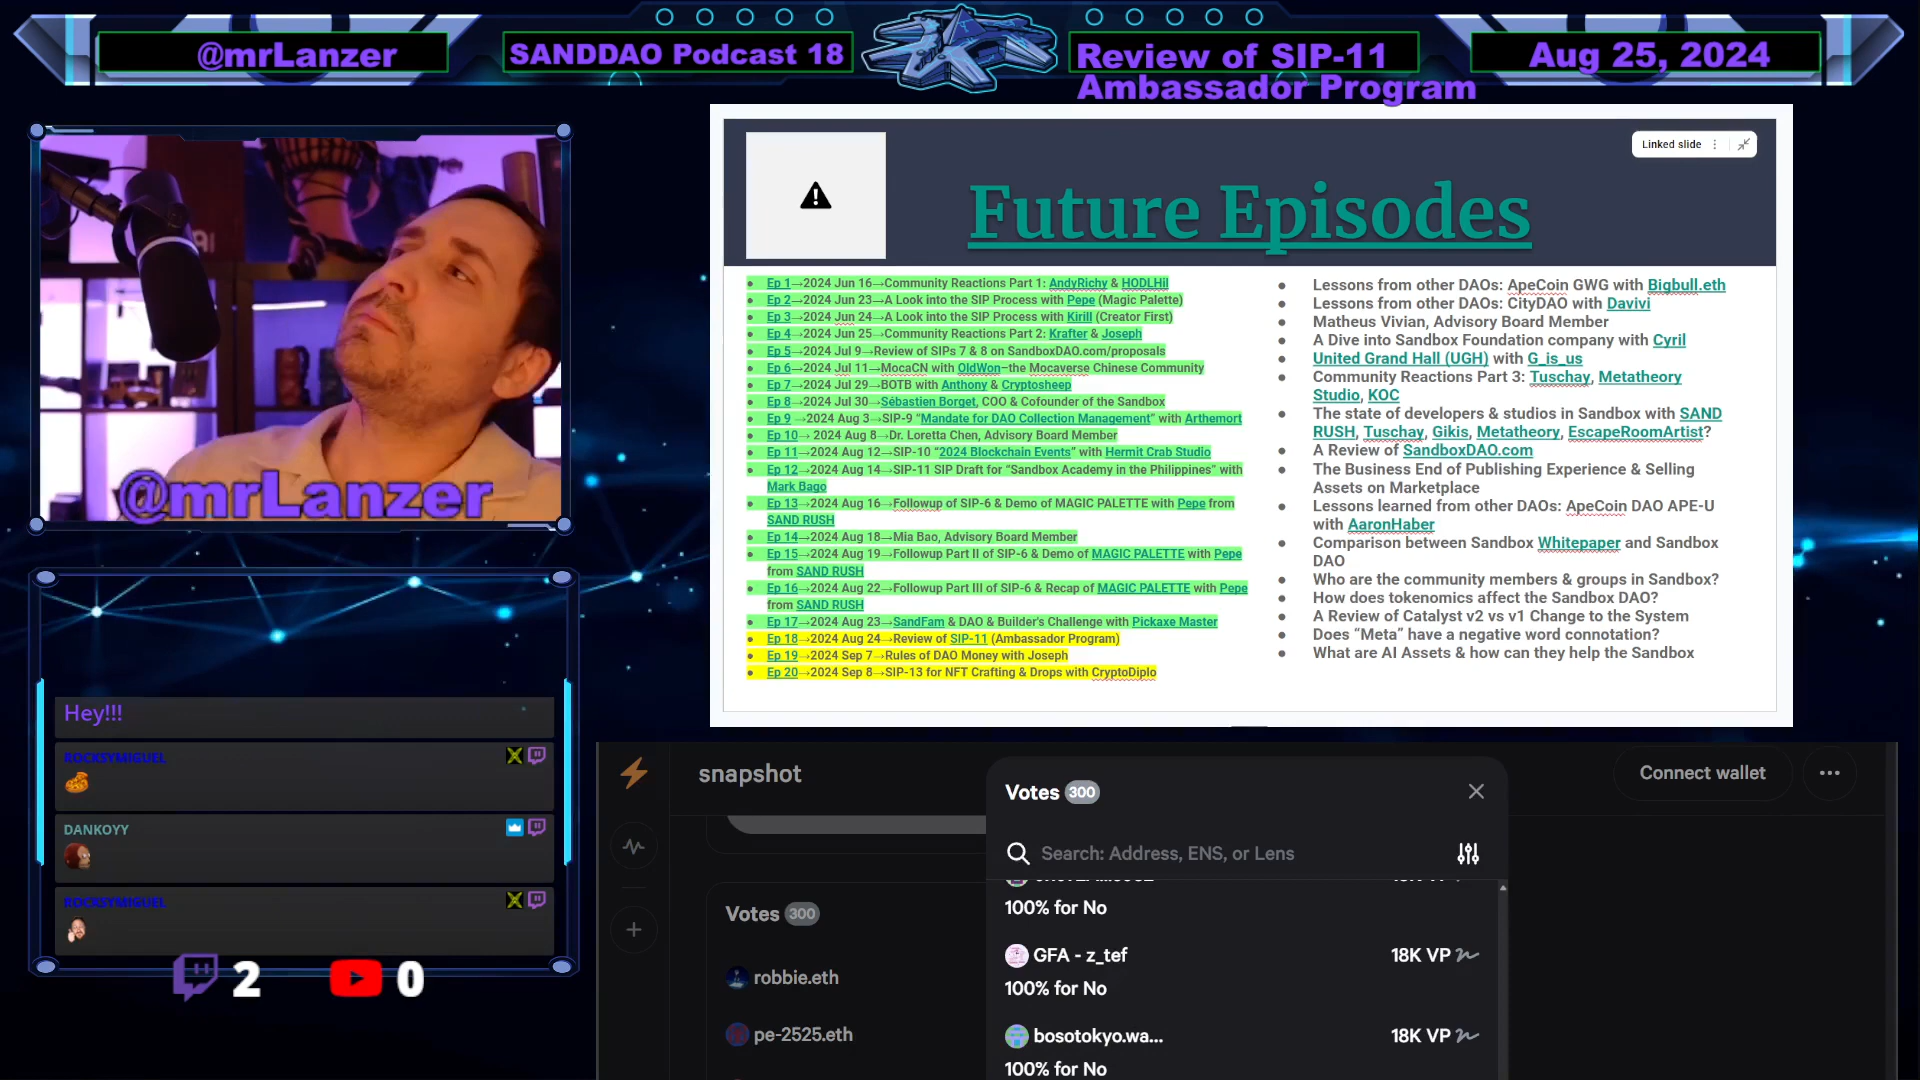 @mrLanzer
SANDDAO Podcast 18
Review of SIP-11
Ambassador Program
Aug 25, 2024
@mrLanzer
Linked slide
Future Episodes
Ep 1→2024 Jun 16→Community Reactions Part 1: AndyRichy & HODLHil
Ep 2→2024 Jun 23→A Look into the SIP Process with Pepe (Magic Palette)
Ep 3→2024 Jun 24→A Look into the SIP Process with Kirill (Creator First)
Ep 4→2024 Jun 25→Community Reactions Part 2: Krafter & Joseph
Ep 5→2024 Jul 9→Review of SIPs 7 & 8 on SandboxDAO.com/proposals
Ep 6→2024 Jul 11→MocaCN with OldWon–the Mocaverse Chinese Community
Ep 7→2024 Jul 29→BOTB with Anthony & Cryptosheep
Ep 8→2024 Jul 30→Sébastien Borget, COO & Cofounder of the Sandbox
Ep 9 →2024 Aug 3→SIP-9 “Mandate for DAO Collection Management” with Arthemort
Ep 10→ 2024 Aug 8→Dr. Loretta Chen, Advisory Board Member
Ep 11→2024 Aug 12→SIP-10 “2024 Blockchain Events” with Hermit Crab Studio
Ep 12→2024 Aug 14→SIP-11 SIP Draft for “Sandbox Academy in the Philippines” with
Mark Bago
Ep 13→2024 Aug 16→Followup of SIP-6 & Demo of MAGIC PALETTE with Pepe from
SAND RUSH
Ep 14→2024 Aug 18→Mia Bao, Advisory Board Member
Ep 15→2024 Aug 19→Followup Part II of SIP-6 & Demo of MAGIC PALETTE with Pepe
from SAND RUSH
Ep 16→2024 Aug 22→Followup Part III of SIP-6 & Recap of MAGIC PALETTE with Pepe
from SAND RUSH
Ep 17→2024 Aug 23→SandFam & DAO & Builder's Challenge with Pickaxe Master
Ep 18→2024 Aug 24→Review of SIP-11 (Ambassador Program)
Ep 19→2024 Sep 7→Rules of DAO Money with Joseph
Ep 20→2024 Sep 8→SIP-13 for NFT Crafting & Drops with CryptoDiplo
Lessons from other DAOs: ApeCoin GWG with Bigbull.eth
Lessons from other DAOs: CityDAO with Davivi
Matheus Vivian, Advisory Board Member
A Dive into Sandbox Foundation company with Cyril
United Grand Hall (UGH) with G_is_us
Community Reactions Part 3: Tuschay, Metatheory
Studio, KOC
The state of developers & studios in Sandbox with SAND
RUSH, Tuschay, Gikis, Metatheory, EscapeRoomArtist?
A Review of SandboxDAO.com
The Business End of Publishing Experience & Selling
Assets on Marketplace
Lessons learned from other DAOs: ApeCoin DAO APE-U
with AaronHaber
Comparison between Sandbox Whitepaper and Sandbox
DAO
Who are the community members & groups in Sandbox?
How does tokenomics affect the Sandbox DAO?
A Review of Catalyst v2 vs v1 Change to the System
Does “Meta” have a negative word connotation?
What are AI Assets & how can they help the Sandbox
Hey!!!
ROCKSYMIGUEL
DANKOYY
ROCKSYMIGUEL
2
0
snapshot
Connect wallet
Votes 300
robbie.eth
pe-2525.eth
Votes 300
Search: Address, ENS, or Lens
100% for No
GFA - z_tef 18K VP
100% for No
bosotokyo.wa... 18K VP
100% for No